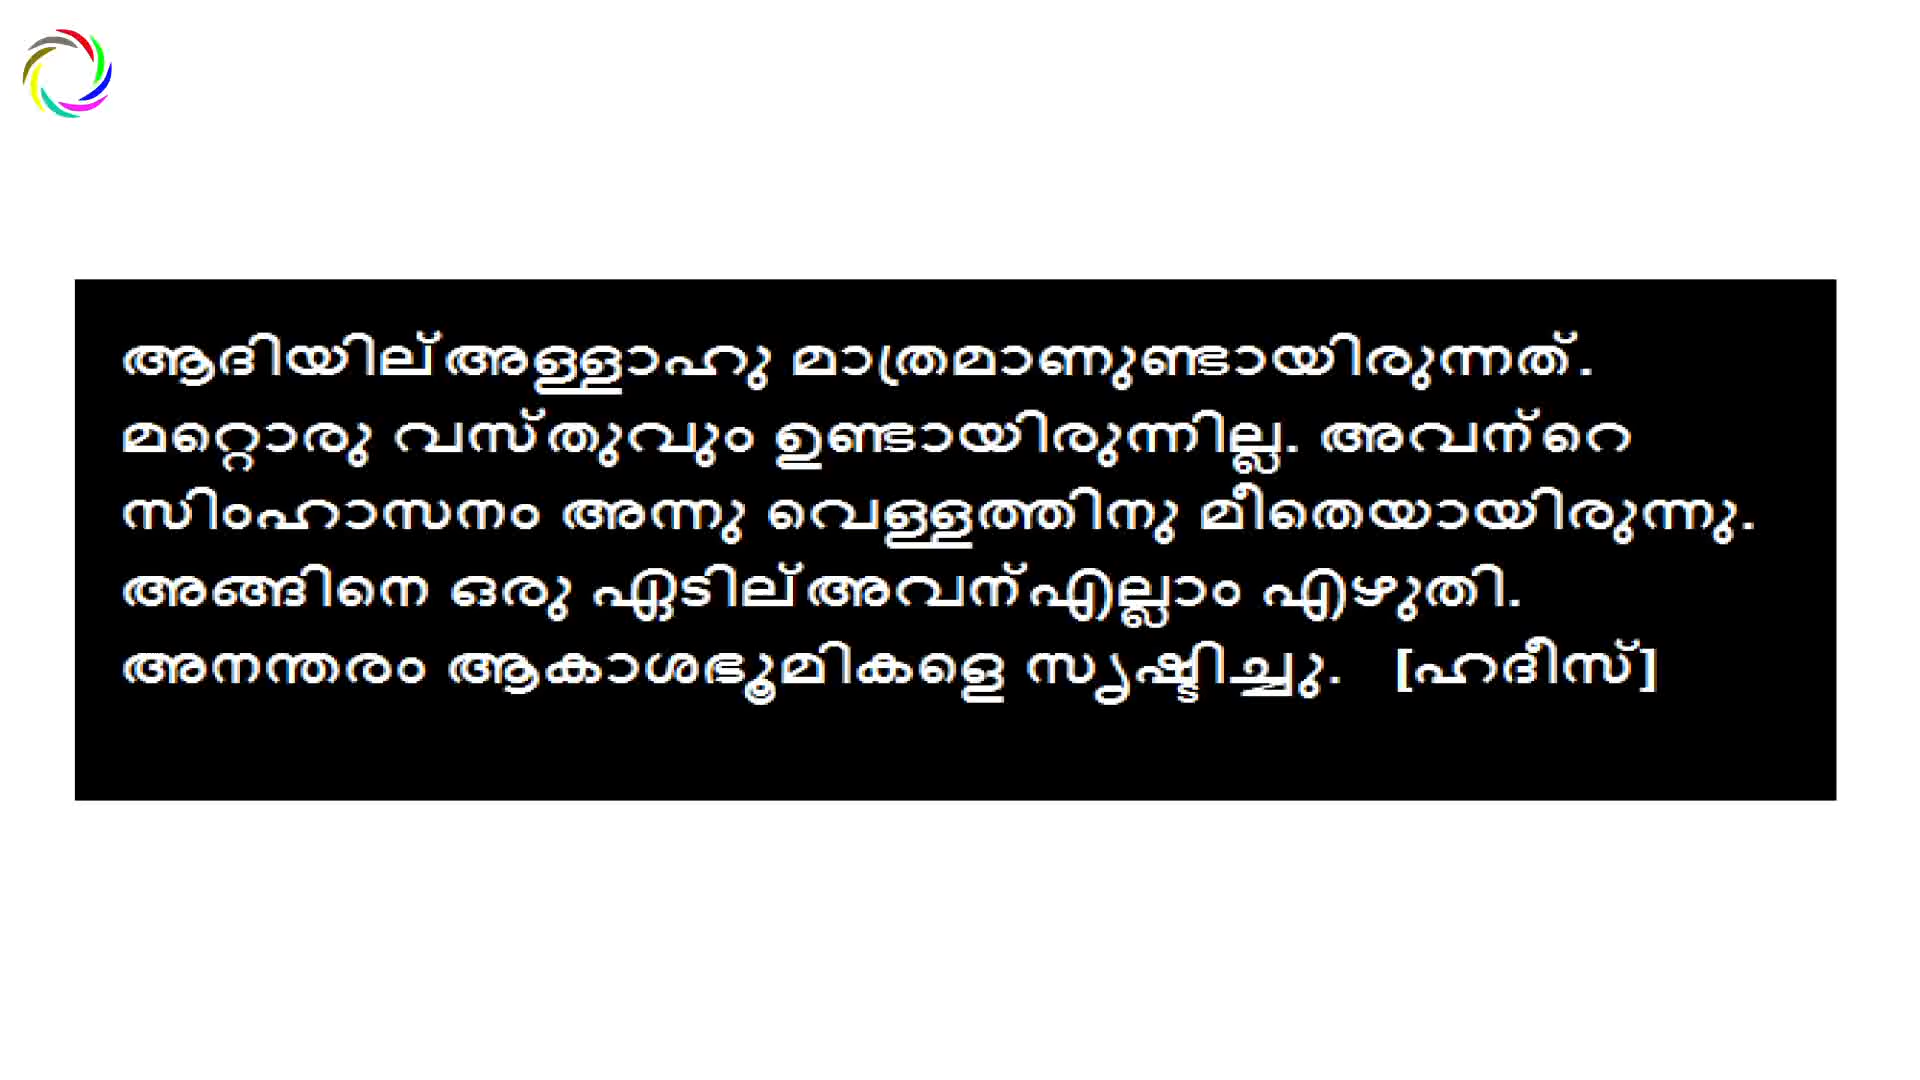 ആദിയില് അള്ളാഹു മാത്രമാണുണ്ടായിരുന്നത്.
മറ്റൊരു വസ്തുവും ഉണ്ടായിരുന്നില്ല. അവന്റെ
സിംഹാസനം അന്നു വെള്ളത്തിനു മീതെയായിരുന്നു.
അങ്ങിനെ ഒരു ഏടില് അവന് എല്ലാം എഴുതി.
അനന്തരം ആകാശഭൂമികളെ സൃഷ്ടിച്ചു. [ഹദീസ്]